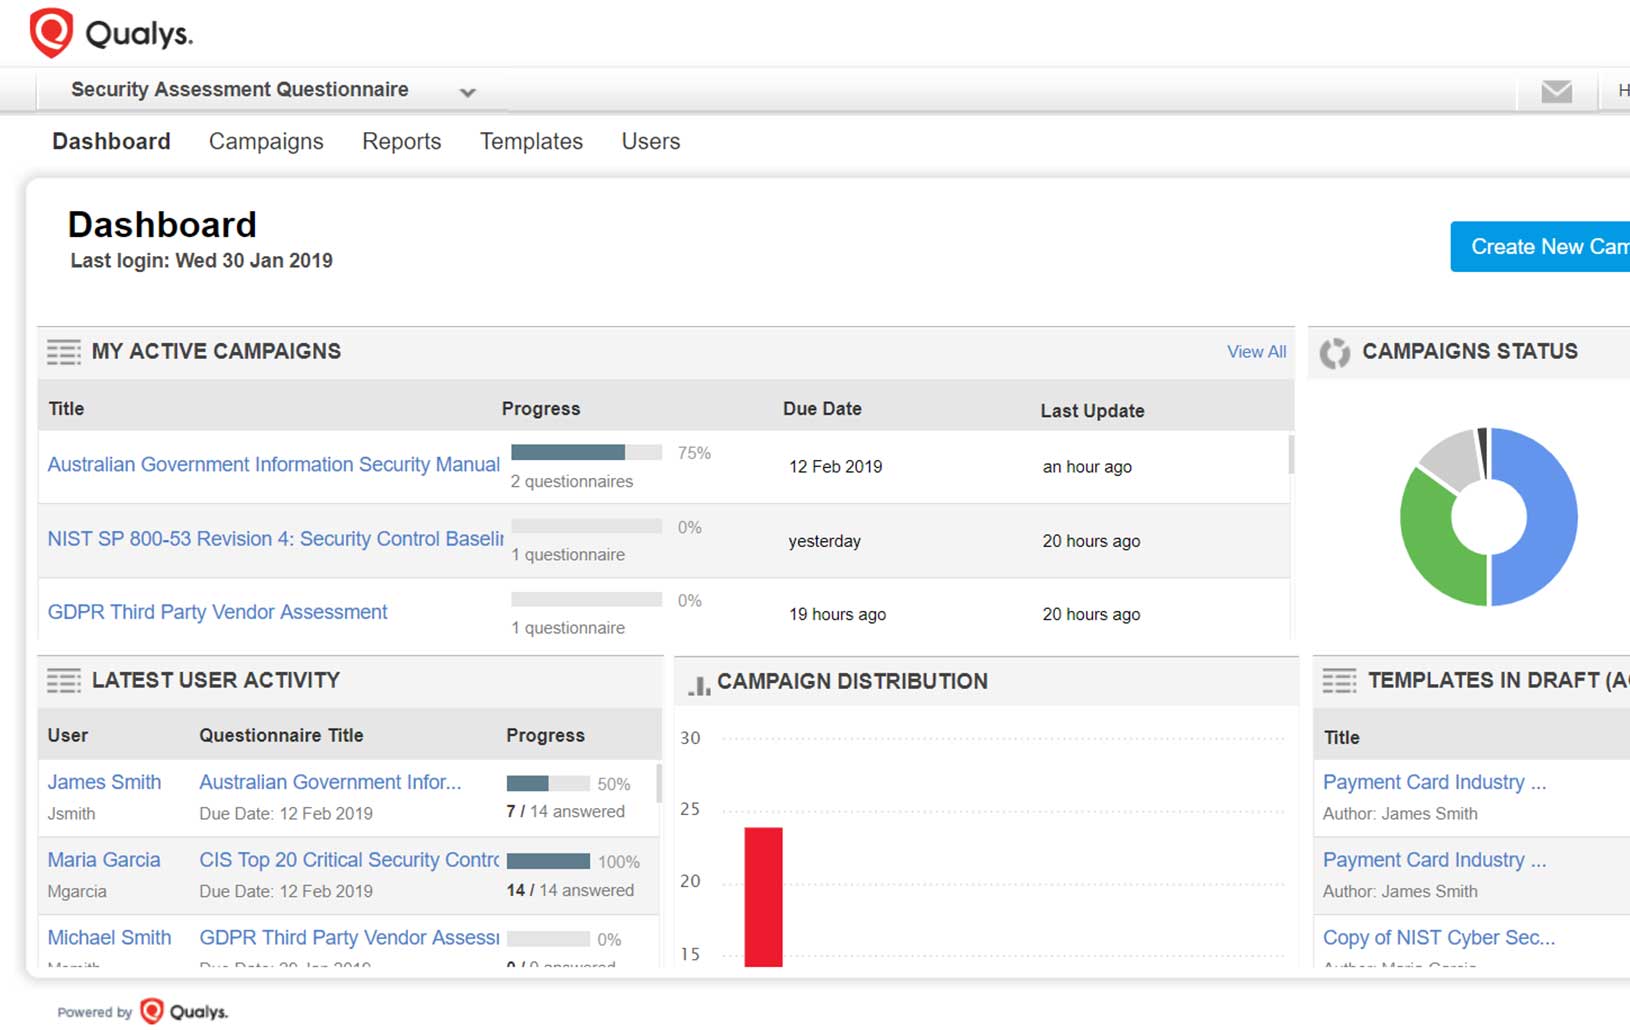 Qualys.
Security Assessment Questionnaire
H
Dashboard Campaigns Reports Templates Users
Dashboard
Last login: Wed 30 Jan 2019
Create New Cam
MY ACTIVE CAMPAIGNS View All
Title Progress Due Date Last Update
Australian Government Information Security Manual 75% 12 Feb 2019 an hour ago
2 questionnaires
NIST SP 800-53 Revision 4: Security Control Baselin 0% yesterday 20 hours ago
1 questionnaire
GDPR Third Party Vendor Assessment 0% 19 hours ago 20 hours ago
1 questionnaire
CAMPAIGNS STATUS
LATEST USER ACTIVITY
User Questionnaire Title Progress
James Smith Australian Government Infor... 50%
Jsmith Due Date: 12 Feb 2019 7 / 14 answered
Maria Garcia CIS Top 20 Critical Security Contro 100%
Mgarcia Due Date: 12 Feb 2019 14 / 14 answered
Michael Smith GDPR Third Party Vendor Assess 0%
CAMPAIGN DISTRIBUTION
30
25
20
15
TEMPLATES IN DRAFT (A
Title
Payment Card Industry ...
Author: James Smith
Payment Card Industry ...
Author: James Smith
Copy of NIST Cyber Sec...
Powered by Qualys.